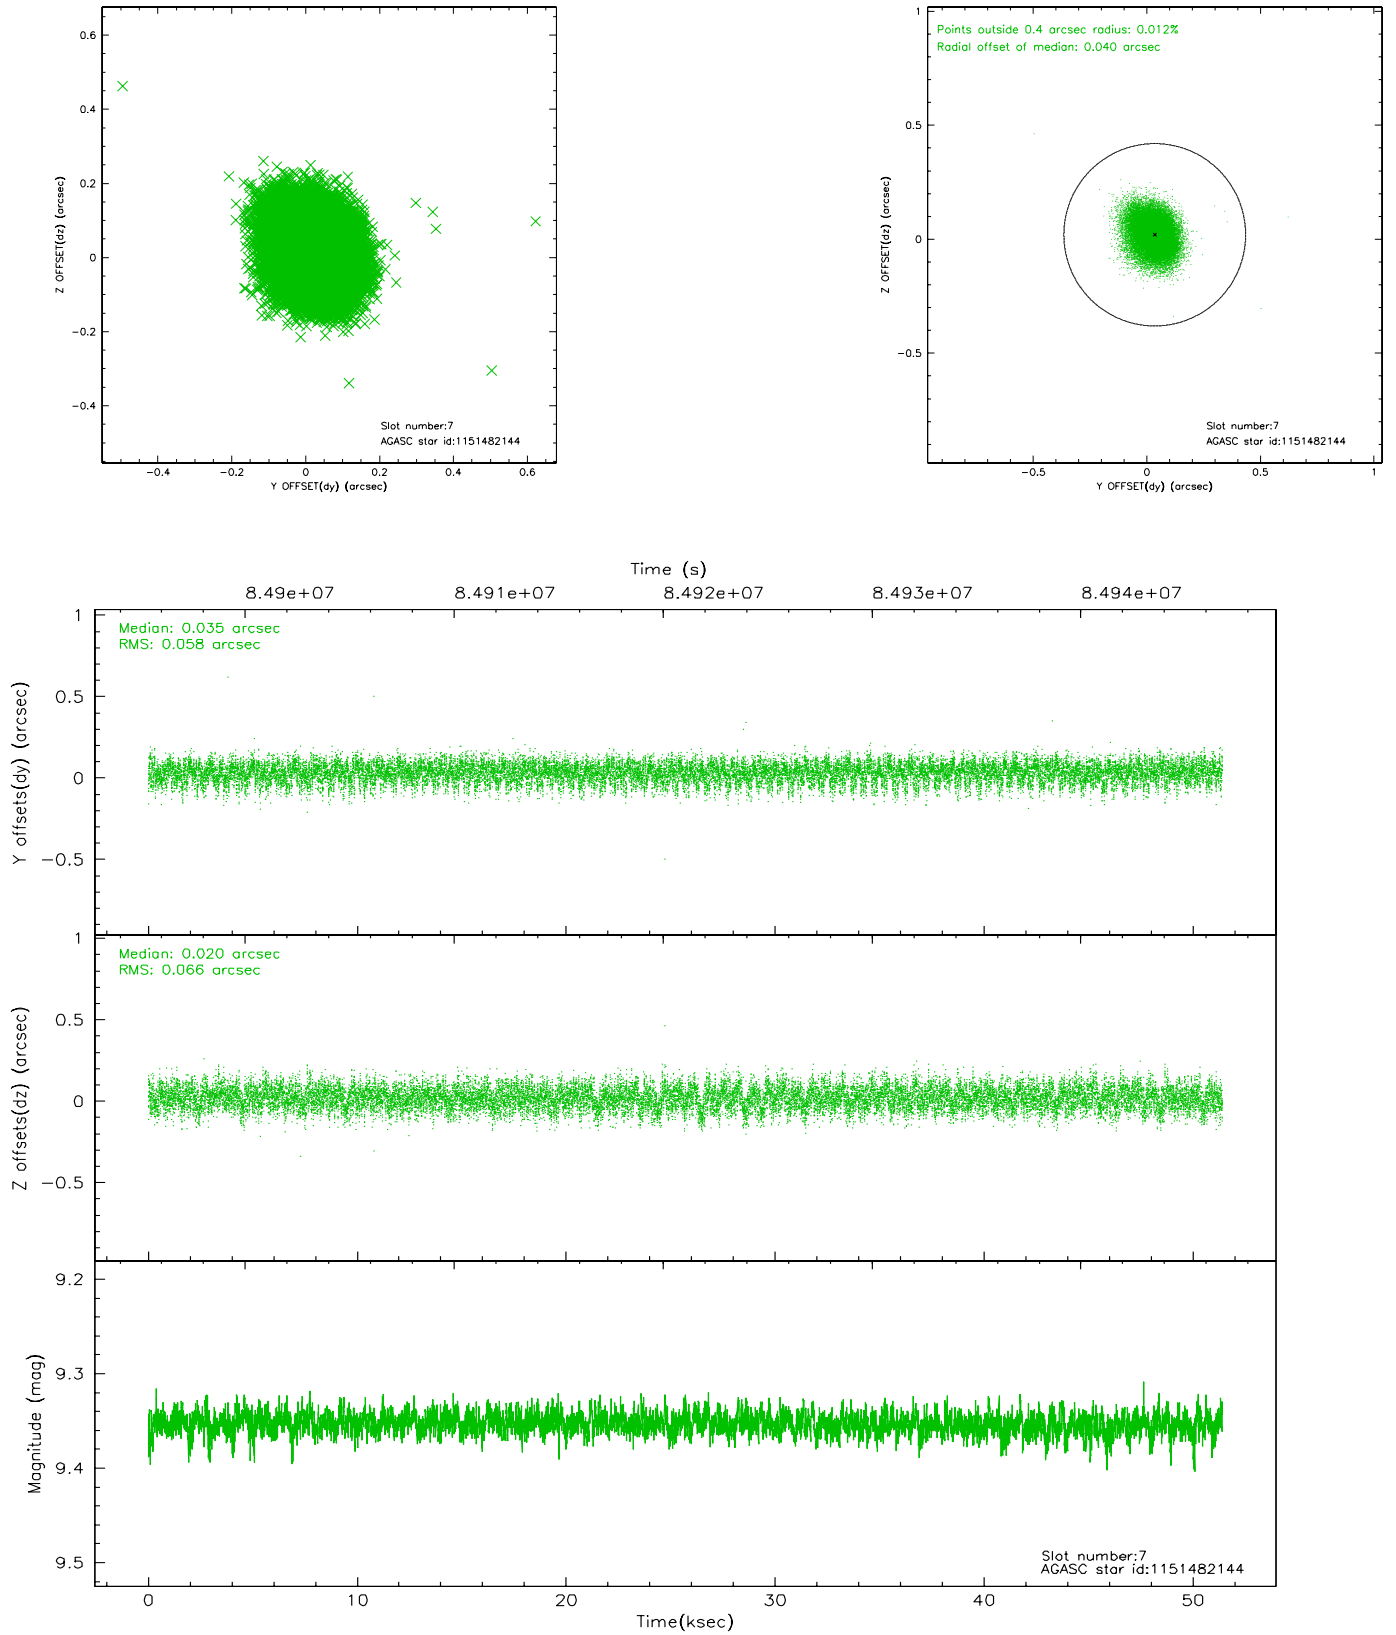 0.6
0.4
0.2
0
−0.2
−0.4
Z OFFSET(dz) (arcsec)
Slot number:7
AGASC star id:1151482144
−0.4 −0.2 0 0.2 0.4 0.6
Y OFFSET(dy) (arcsec)
1
0.5
0
−0.5
Z OFFSET(dz) (arcsec)
Points outside 0.4 arcsec radius: 0.012%
Radial offset of median: 0.040 arcsec
Slot number:7
AGASC star id:1151482144
−0.5 0 0.5 1
Y OFFSET(dy) (arcsec)
Time (s)
8.49e+07 8.491e+07 8.492e+07 8.493e+07 8.494e+07
Median: 0.035 arcsec
RMS: 0.058 arcsec
1
0.5
0
−0.5
Y offsets(dy) (arcsec)
Median: 0.020 arcsec
RMS: 0.066 arcsec
1
0.5
0
−0.5
Z offsets(dz) (arcsec)
9.2
9.3
9.4
9.5
Magnitude (mag)
Slot number:7
AGASC star id:1151482144
0 10 20 30 40 50
Time(ksec)